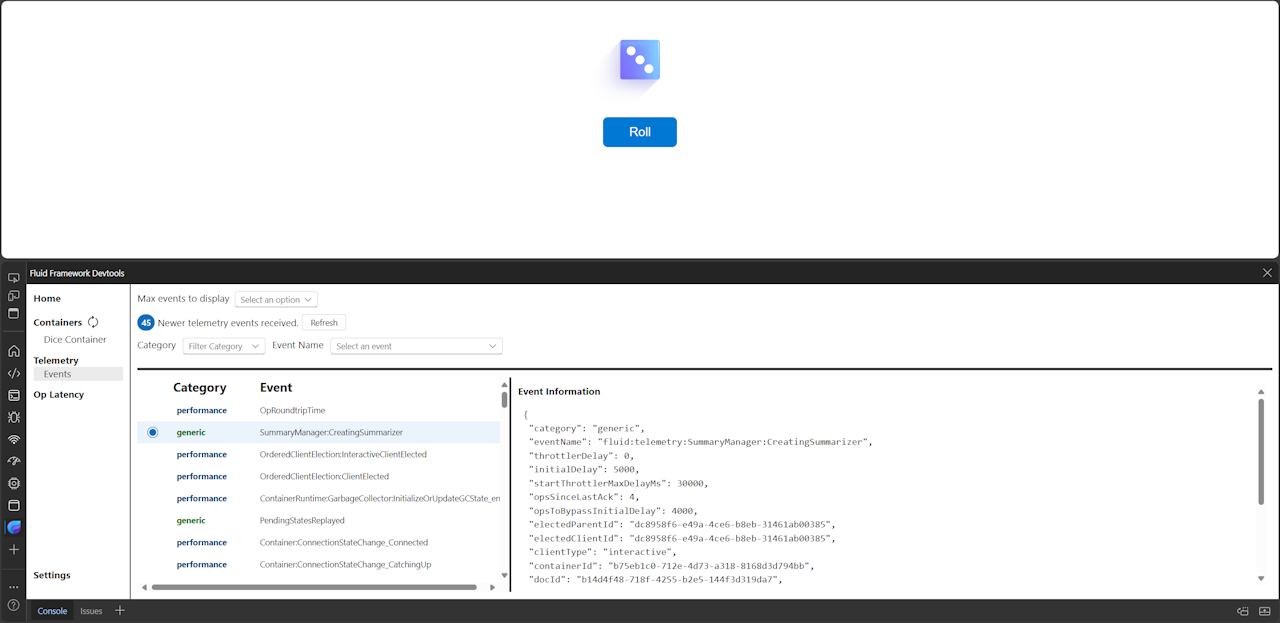 Roll
Fluid Framework Devtools
Home
Containers
Dice Container
Telemetry
Events
Op Latency
Settings
Max events to display Select an option
45 Newer telemetry events received. Refresh
Category Filter Category Event Name Select an event
Category Event
performance OpRoundtripTime
generic SummaryManager:CreatingSummarizer
performance OrderedClientElection:InteractiveClientElected
performance OrderedClientElection:ClientElected
performance ContainerRuntime:GarbageCollector:InitializeOrUpdateGCState_en
generic PendingStatesReplayed
performance Container:ConnectionStateChange_Connected
performance Container:ConnectionStateChange_CatchingUp
Event Information
{
"category": "generic",
"eventName": "fluid:telemetry:SummaryManager:CreatingSummarizer",
"throttlerDelay": 0,
"initialDelay": 5000,
"startThrottlerMaxDelayMs": 30000,
"opsSinceLastAck": 4,
"opsToBypassInitialDelay": 4000,
"electedParentId": "dc8958f6-e49a-4ce6-b8eb-31461ab00385",
"electedClientId": "dc8958f6-e49a-4ce6-b8eb-31461ab00385",
"clientType": "interactive",
"containerId": "b75eb1c0-712e-4d73-a318-8168d3d794bb",
"docId": "b14d4f48-718f-4255-b2e5-144f3d319da7",
Console Issues